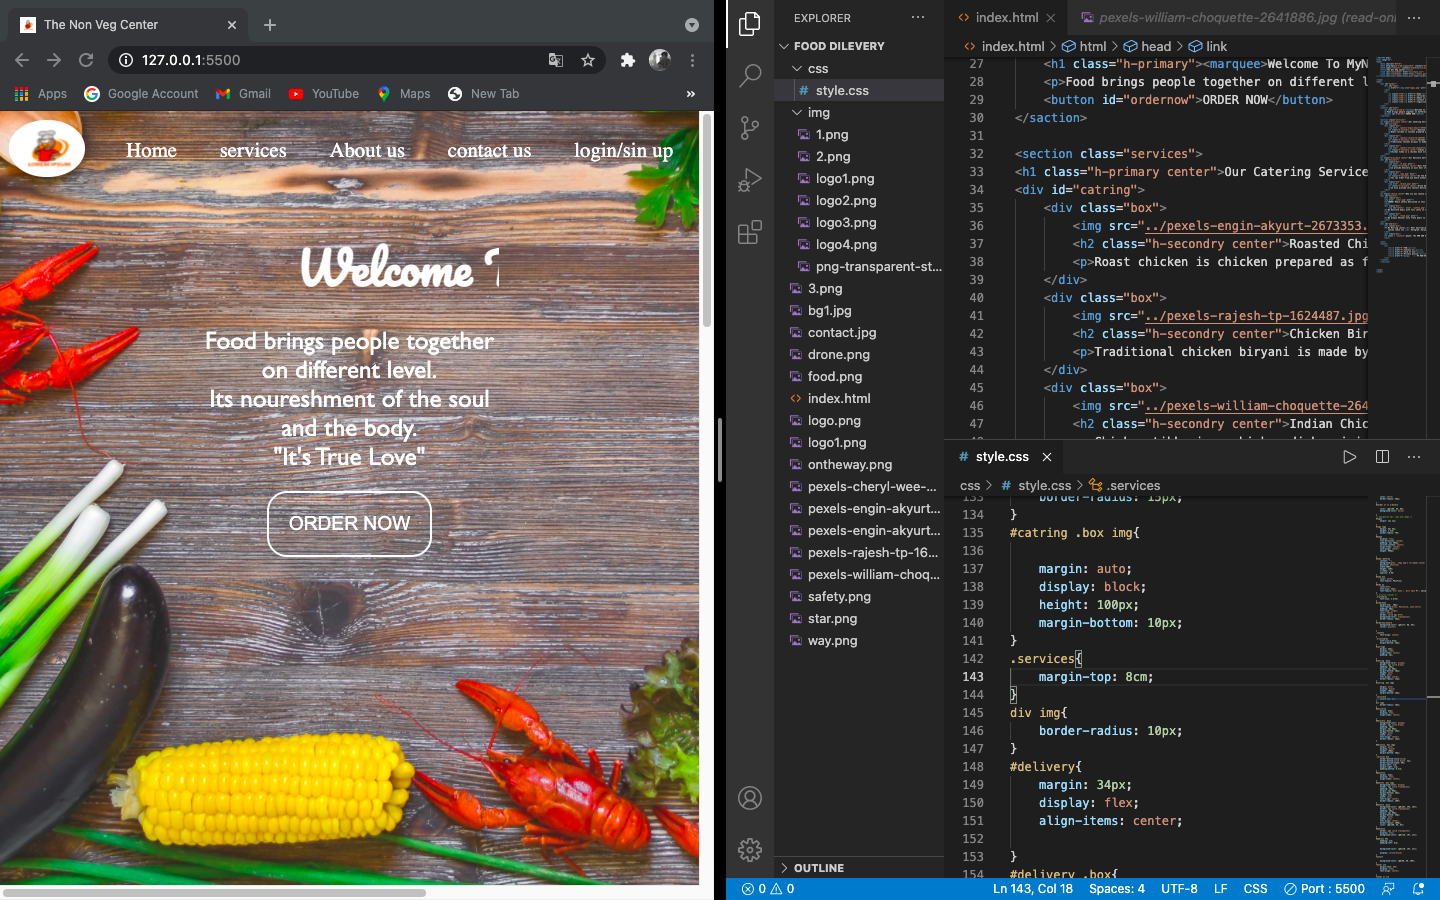 The Non Veg Center
127.0.0.1:5500
Apps
Google Account
Gmail
YouTube
Maps
New Tab
»
Home
services
About us
contact us
login/sin up
Welcome
Food brings people together
on different level.
Its noureshment of the soul
and the body.
"It's True Love"
ORDER NOW
EXPLORER
FOOD DILEVERY
css
# style.css
img
1.png
2.png
logo1.png
logo2.png
logo3.png
logo4.png
png-transparent-st...
3.png
bg1.jpg
contact.jpg
drone.png
food.png
index.html
logo.png
logo1.png
ontheway.png
pexels-cheryl-wee-...
pexels-engin-akyurt...
pexels-engin-akyurt...
pexels-rajesh-tp-16...
pexels-william-choq...
safety.png
star.png
way.png
OUTLINE
index.html
pexels-william-choquette-2641886.jpg (read-onl
index.html > html > head > link
27 <h1 class="h-primary"><marquee>Welcome To MyN
28 <p>Food brings people together on different l
29 <button id="ordernow">ORDER NOW</button>
30 </saction>
31
32 <section class="services">
33 <h1 class="h-primary center">Our Catering Service
34 <div id="catring">
35 <div class="box">
36 <img src="../pexels-engin-akyurt-2673353.
37 <h2 class="h-secondry center">Roasted Chi
38 <p>Roast chicken is chicken prepared as f
39 </div>
40 <div class="box">
41 <img src="../pexels-rajesh-tp-1624487.jpg
42 <h2 class="h-secondry center">Chicken Bir
43 <p>Traditional chicken biryani is made by
44 </div>
45 <div class="box">
46 <img src="../pexels-william-choquette-264
47 <h2 class="h-secondry center">Indian Chic
# style.css
css > # style.css > .services
133 border-radius: 15px;
134 }
135 #catring .box img{
136
137 margin: auto;
138 display: block;
139 height: 100px;
140 margin-bottom: 10px;
141 }
142 .services{
143 margin-top: 8cm;
144 }
145 div img{
146 border-radius: 10px;
147 }
148 #delivery{
149 margin: 34px;
150 display: flex;
151 align-items: center;
152
153 }
154 #delivery .box{
0 0
Ln 143, Col 18
Spaces: 4
UTF-8
LF
CSS
Port : 5500